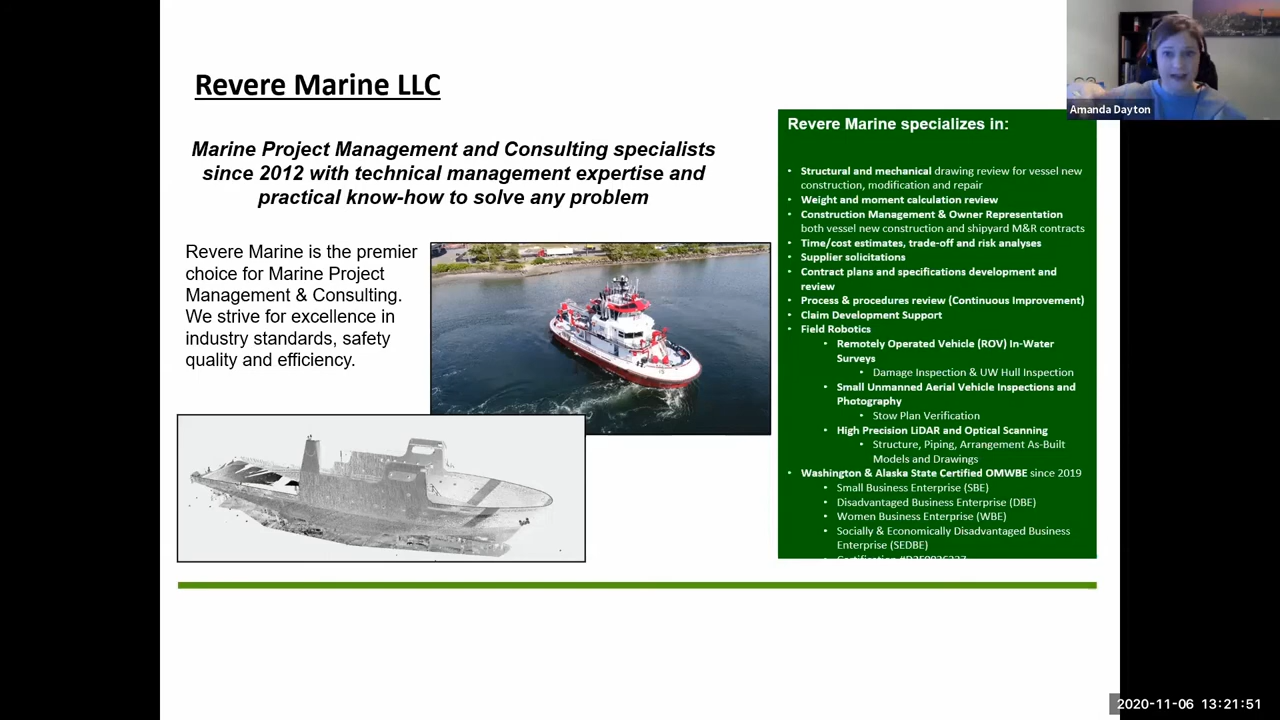 Revere Marine LLC
Marine Project Management and Consulting specialists
since 2012 with technical management expertise and
practical know-how to solve any problem
Revere Marine is the premier
choice for Marine Project
Management & Consulting.
We strive for excellence in
industry standards, safety
quality and efficiency.
Amanda Dayton
Revere Marine specializes in:
• Structural and mechanical drawing review for vessel new
construction, modification and repair
• Weight and moment calculation review
• Construction Management & Owner Representation
both vessel new construction and shipyard M&R contracts
• Time/cost estimates, trade-off and risk analyses
• Supplier solicitations
• Contract plans and specifications development and
review
• Process & procedures review (Continuous Improvement)
• Claim Development Support
• Field Robotics
• Remotely Operated Vehicle (ROV) In-Water
Surveys
• Damage Inspection & UW Hull Inspection
• Small Unmanned Aerial Vehicle Inspections and
Photography
• Stow Plan Verification
• High Precision LiDAR and Optical Scanning
• Structure, Piping, Arrangement As-Built
Models and Drawings
• Washington & Alaska State Certified OMWBE since 2019
• Small Business Enterprise (SBE)
• Disadvantaged Business Enterprise (DBE)
• Women Business Enterprise (WBE)
• Socially & Economically Disadvantaged Business
Enterprise (SEDBE)
2020-11-06 13:21:51